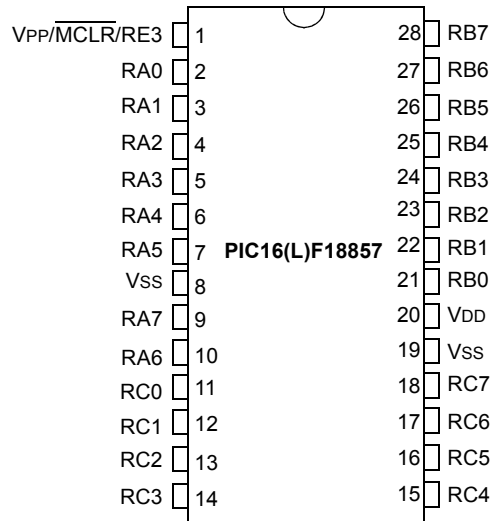 VPP/MCLR/RE3 1 28 RB7
RA0 2 27 RB6
RA1 3 26 RB5
RA2 4 25 RB4
RA3 5 24 RB3
RA4 6 23 RB2
RA5 7 PIC16(L)F18857 22 RB1
VSS 8 21 RB0
RA7 9 20 VDD
RA6 10 19 VSS
RC0 11 18 RC7
RC1 12 17 RC6
RC2 13 16 RC5
RC3 14 15 RC4